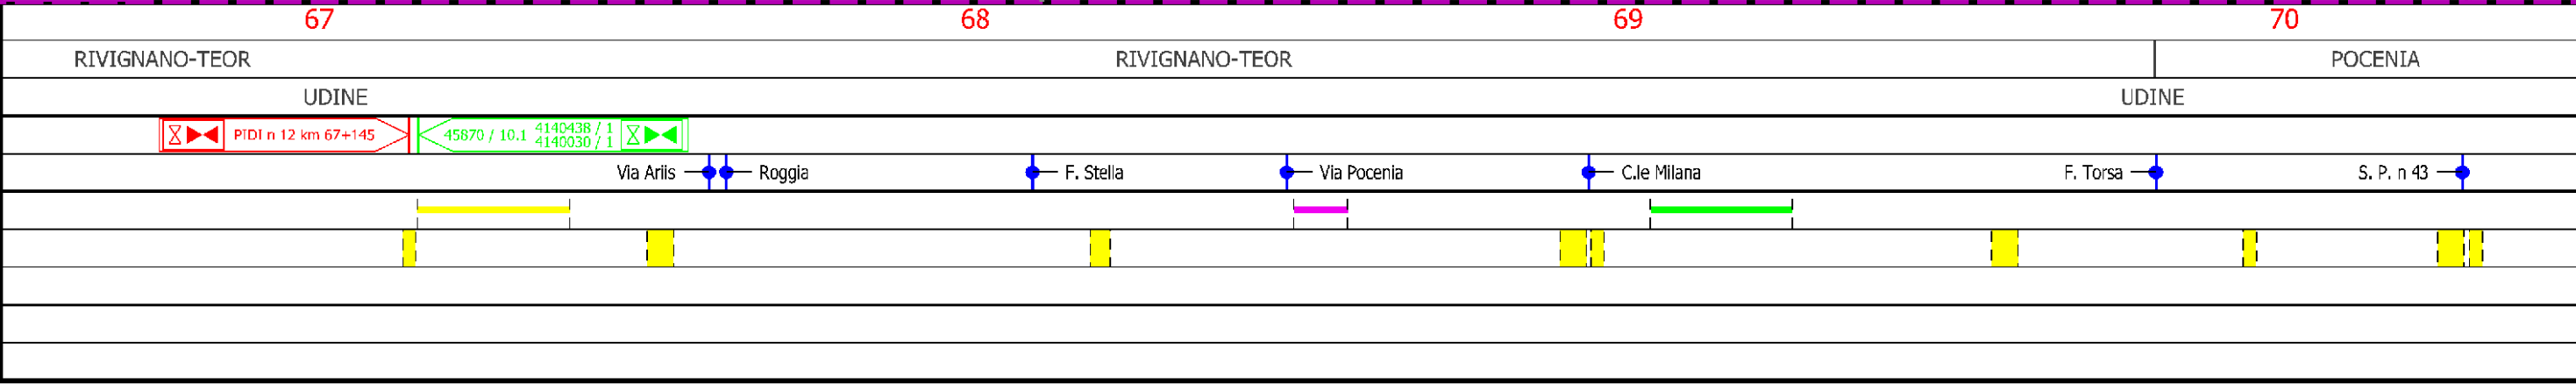 67 68 69 70
RIVIGNANO-TEOR RIVIGNANO-TEOR POCENIA
UDINE UDINE
PIDI n 12 km 67+145 45870 / 10.1 4140438 / 1
4140030 / 1
Via Ariis Roggia F. Stella Via Pocenia C.le Milana F. Torsa S. P. n 43